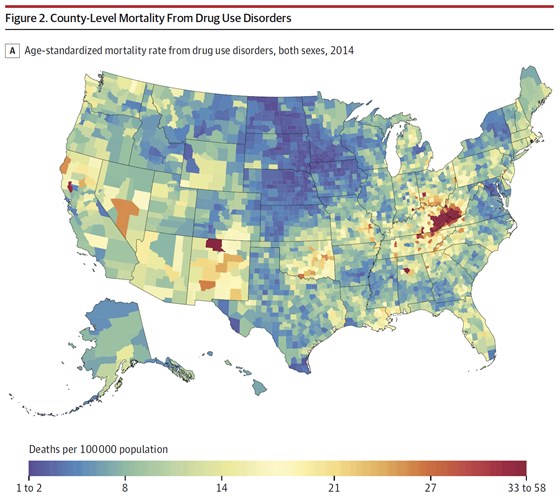 Figure 2. County-Level Mortality From Drug Use Disorders
A Age-standardized mortality rate from drug use disorders, both sexes, 2014
Deaths per 100 000 population
1 to 2 8 14 21 27 33 to 58